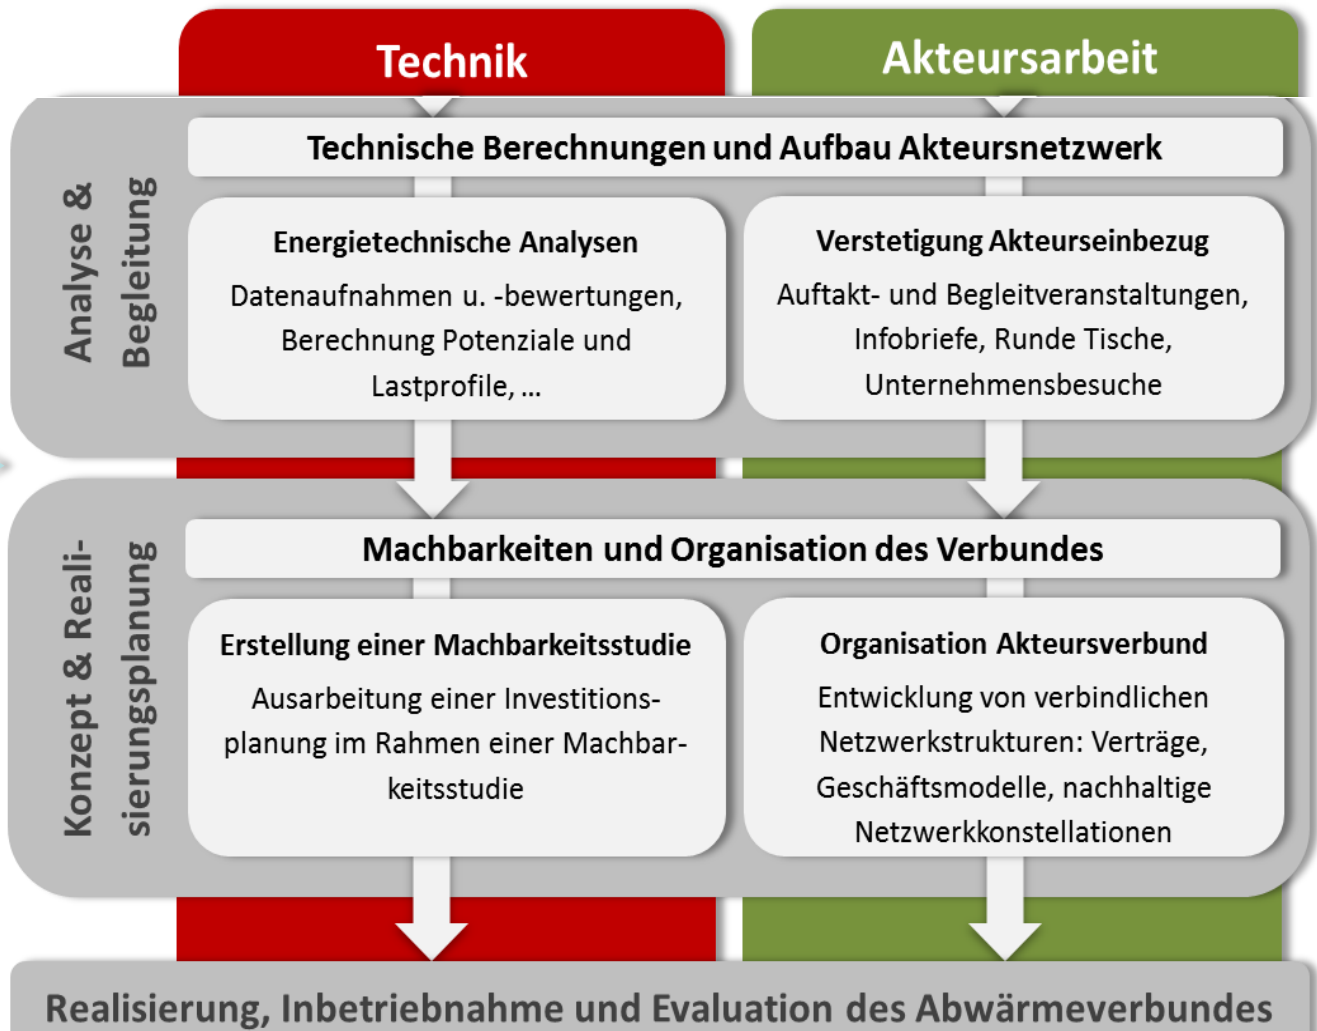 Technik
Akteursarbeit
Analyse &
Begleitung
Technische Berechnungen und Aufbau Akteursnetzwerk
Energietechnische Analysen
Datenaufnahmen u. -bewertungen,
Berechnung Potenziale und
Lastprofile, ...
Verstetigung Akteurseinbezug
Auftakt- und Begleitveranstaltungen,
Infobriefe, Runde Tische,
Unternehmensbesuche
Konzept & Reali-
sierungsplanung
Machbarkeiten und Organisation des Verbundes
Erstellung einer Machbarkeitsstudie
Ausarbeitung einer Investitions-
planung im Rahmen einer Machbar-
keitsstudie
Organisation Akteursverbund
Entwicklung von verbindlichen
Netzwerkstrukturen: Verträge,
Geschäftsmodelle, nachhaltige
Netzwerkkonstellationen
Realisierung, Inbetriebnahme und Evaluation des Abwärmeverbundes